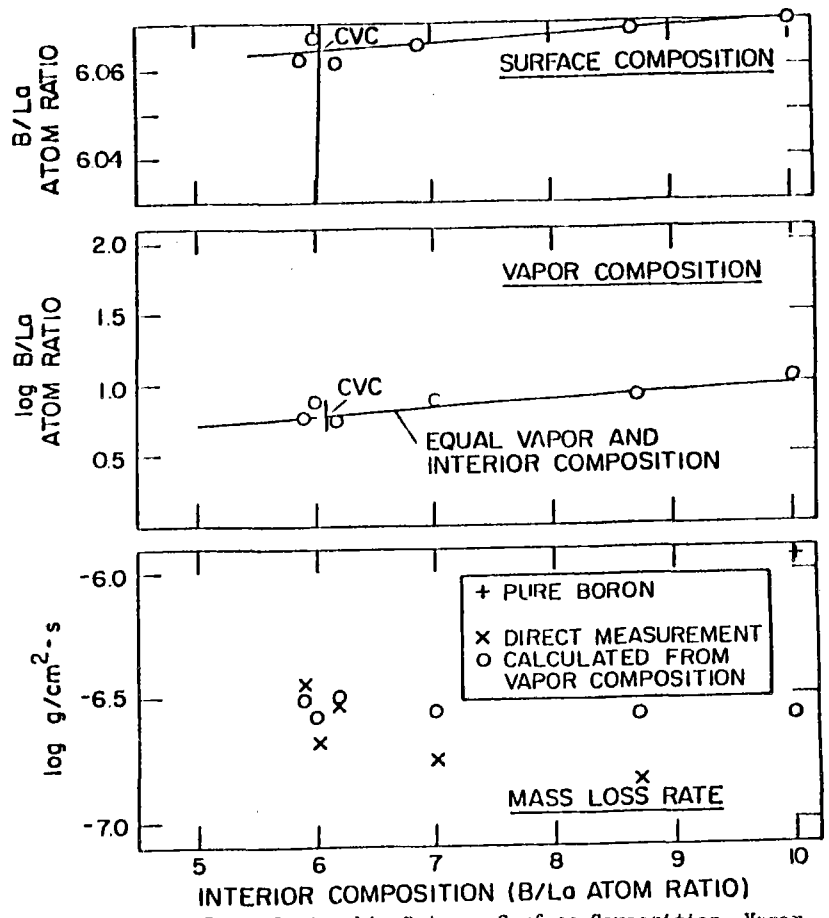 B/La
ATOM RATIO
6.06
6.04
CVC
SURFACE COMPOSITION
log B/La
ATOM RATIO
2.0
1.5
1.0
0.5
VAPOR COMPOSITION
CVC
EQUAL VAPOR AND
INTERIOR COMPOSITION
log g/cm²-s
-6.0
-6.5
-7.0
+ PURE BORON
× DIRECT MEASUREMENT
O CALCULATED FROM
VAPOR COMPOSITION
MASS LOSS RATE
5 6 7 8 9 10
INTERIOR COMPOSITION (B/La ATOM RATIO)
Surface Composition, Vapor